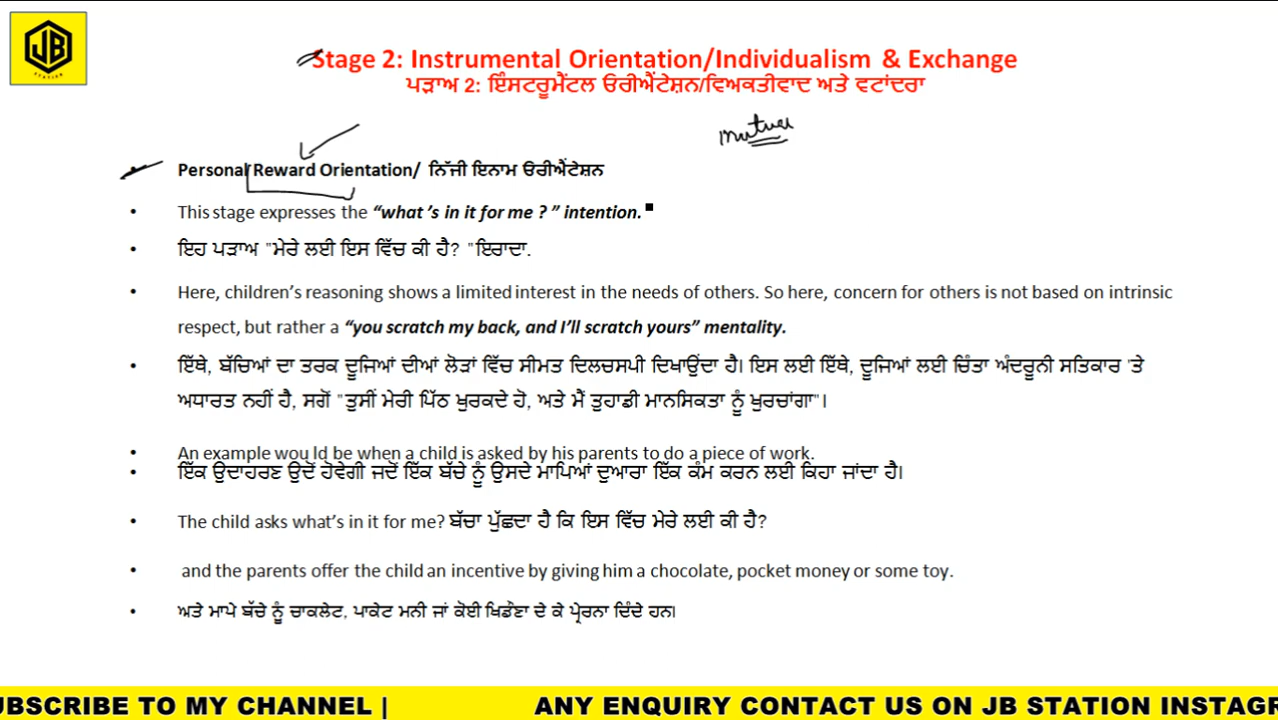 JB
STATION
Stage 2: Instrumental Orientation/Individualism & Exchange
ਪੜਾਅ 2: ਇੰਸਟਰੂਮੈਂਟਲ ਓਰੀਐਂਟੇਸ਼ਨ/ਵਿਅਕਤੀਵਾਦ ਅਤੇ ਵਟਾਂਦਰਾ
mutual
Personal Reward Orientation/ ਨਿੱਜੀ ਇਨਾਮ ਓਰੀਐਂਟੇਸ਼ਨ
• This stage expresses the “what 's in it for me ? ” intention.
• ਇਹ ਪੜਾਅ "ਮੇਰੇ ਲਈ ਇਸ ਵਿੱਚ ਕੀ ਹੈ? "ਇਰਾਦਾ.
• Here, children's reasoning shows a limited interest in the needs of others. So here, concern for others is not based on intrinsic
respect, but rather a “you scratch my back, and I'll scratch yours” mentality.
• ਇੱਥੇ, ਬੱਚਿਆਂ ਦਾ ਤਰਕ ਦੂਜਿਆਂ ਦੀਆਂ ਲੋੜਾਂ ਵਿੱਚ ਸੀਮਤ ਦਿਲਚਸਪੀ ਦਿਖਾਉਂਦਾ ਹੈ। ਇਸ ਲਈ ਇੱਥੇ, ਦੂਜਿਆਂ ਲਈ ਚਿੰਤਾ ਅੰਦਰੂਨੀ ਸਤਿਕਾਰ 'ਤੇ
ਅਧਾਰਤ ਨਹੀਂ ਹੈ, ਸਗੋਂ "ਤੁਸੀਂ ਮੇਰੀ ਪਿੱਠ ਖੁਰਕਦੇ ਹੋ, ਅਤੇ ਮੈਂ ਤੁਹਾਡੀ ਮਾਨਸਿਕਤਾ ਨੂੰ ਖੁਰਚਾਂਗਾ"।
• An example wou ld be when a child is asked by his parents to do a piece of work.
• ਇੱਕ ਉਦਾਹਰਣ ਉਦੋਂ ਹੋਵੇਗੀ ਜਦੋਂ ਇੱਕ ਬੱਚੇ ਨੂੰ ਉਸਦੇ ਮਾਪਿਆਂ ਦੁਆਰਾ ਇੱਕ ਕੰਮ ਕਰਨ ਲਈ ਕਿਹਾ ਜਾਂਦਾ ਹੈ।
• The child asks what's in it for me? ਬੱਚਾ ਪੁੱਛਦਾ ਹੈ ਕਿ ਇਸ ਵਿੱਚ ਮੇਰੇ ਲਈ ਕੀ ਹੈ?
• and the parents offer the child an incentive by giving him a chocolate, pocket money or some toy.
• ਅਤੇ ਮਾਪੇ ਬੱਚੇ ਨੂੰ ਚਾਕਲੇਟ, ਪਾਕੇਟ ਮਨੀ ਜਾਂ ਕੋਈ ਖਿਡੌਣਾ ਦੇ ਕੇ ਪ੍ਰੇਰਨਾ ਦਿੰਦੇ ਹਨ।
UBSCRIBE TO MY CHANNEL | ANY ENQUIRY CONTACT US ON JB STATION INSTAGR